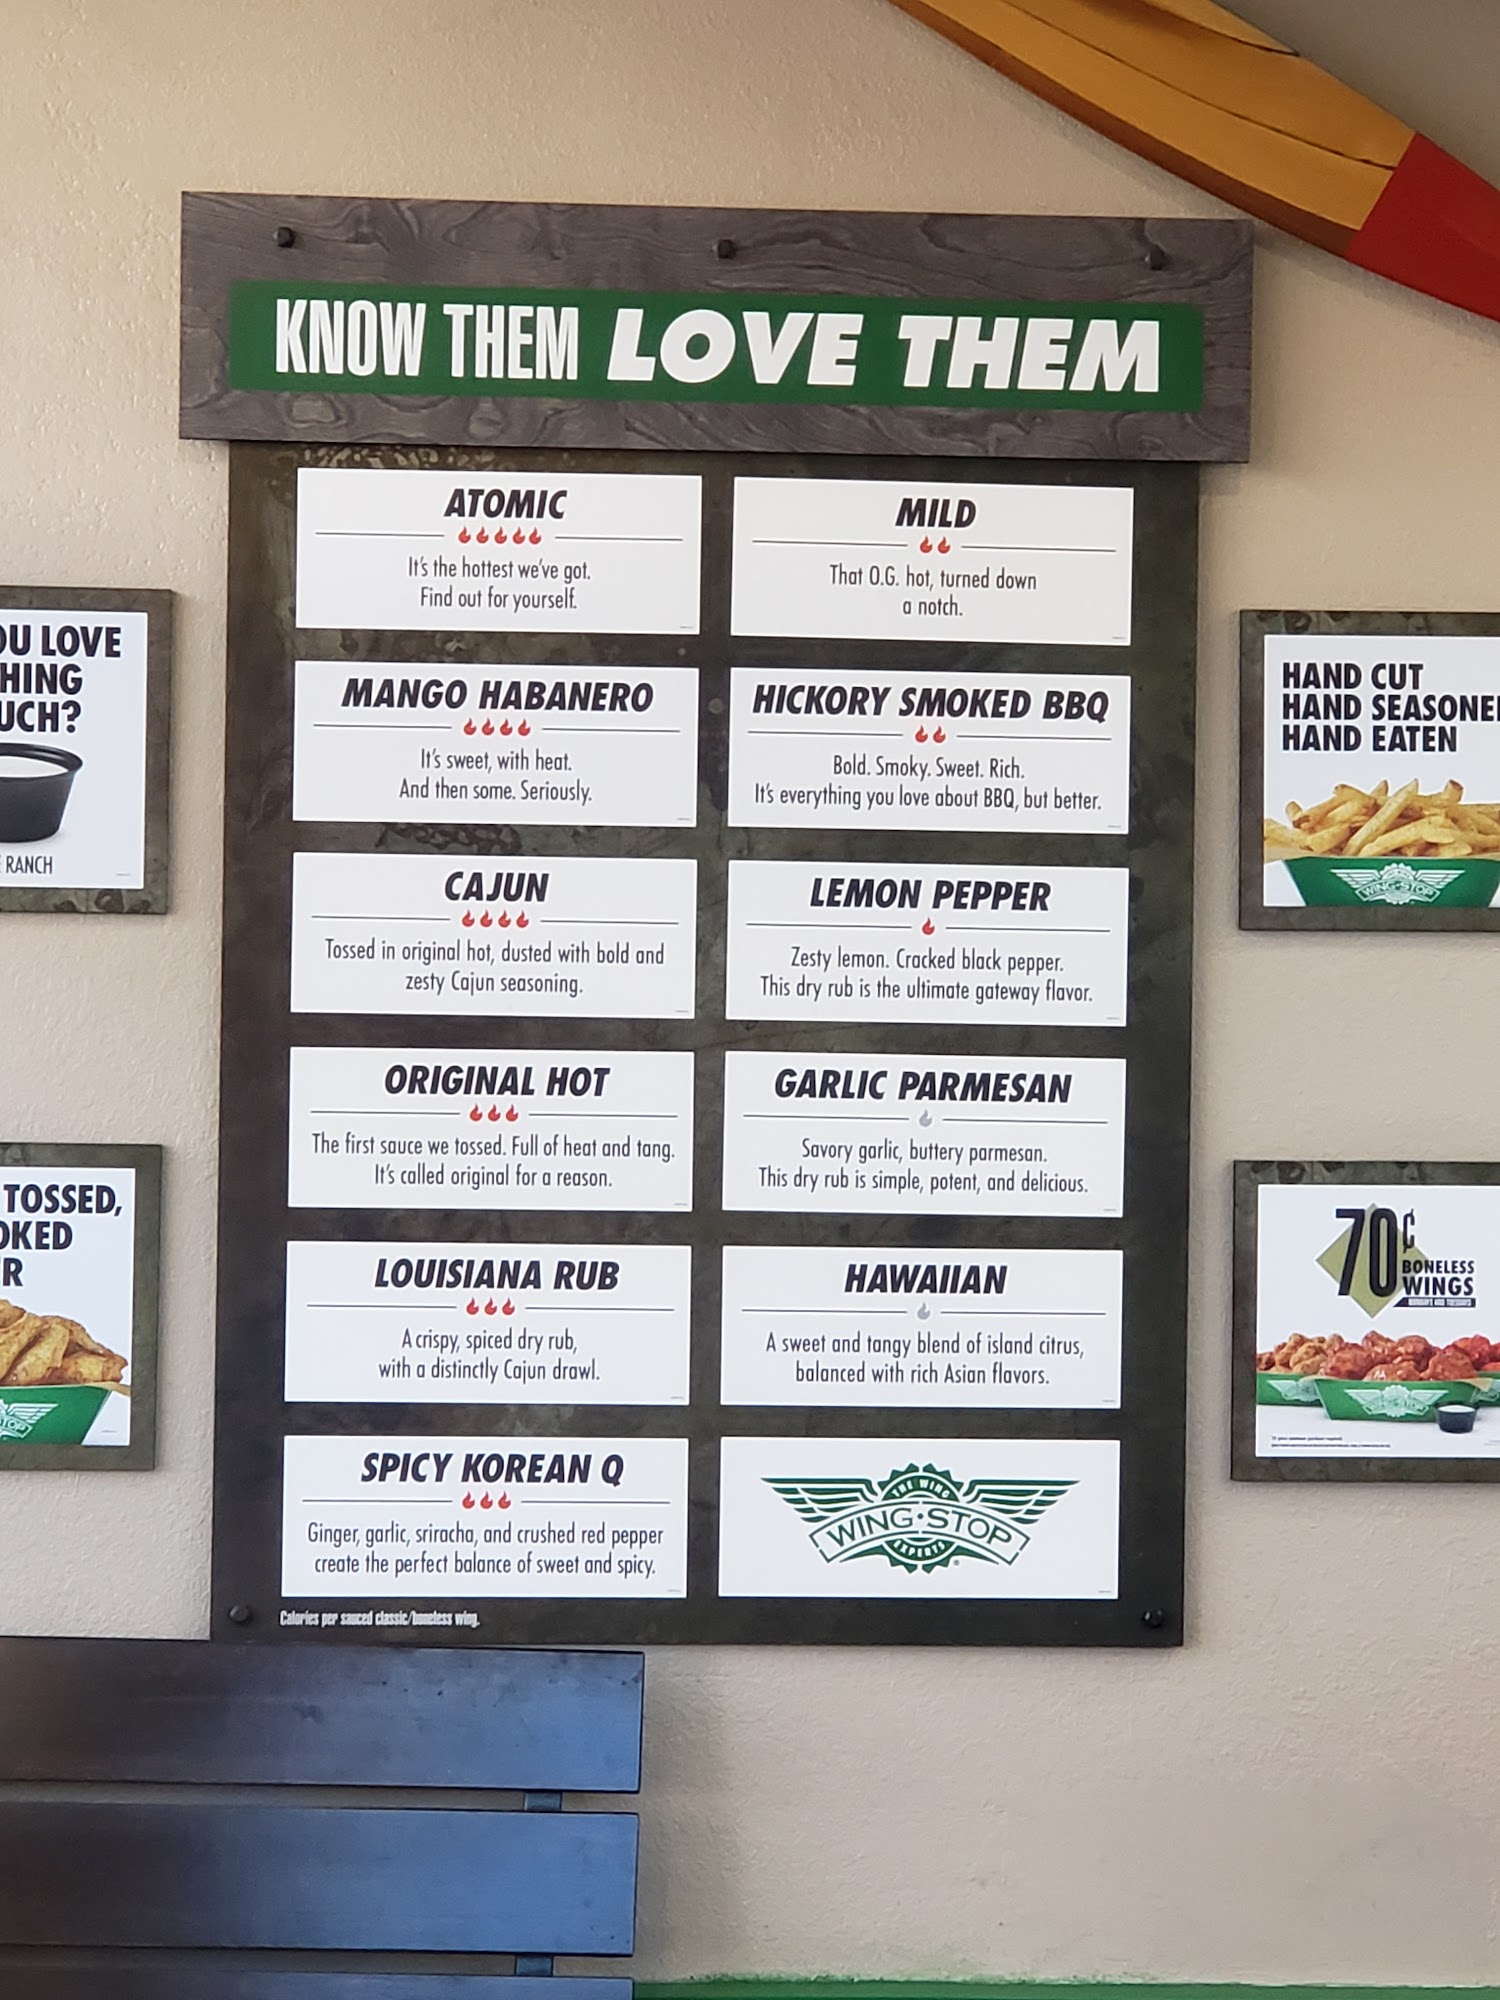 KNOW THEM LOVE THEM
ATOMIC
It's the hottest we've got.
Find out for yourself.
MANGO HABANERO
It's sweet, with heat.
And then some. Seriously.
CAJUN
Tossed in original hot, dusted with bold and
zesty Cajun seasoning.
ORIGINAL HOT
The first sauce we tossed. Full of heat and tang.
It's called original for a reason.
LOUISIANA RUB
A crispy, spiced dry rub,
with a distinctly Cajun drawl.
SPICY KOREAN Q
Ginger, garlic, sriracha, and crushed red pepper
create the perfect balance of sweet and spicy.
MILD
That O.G. hot, turned down
a notch.
HICKORY SMOKED BBQ
Bold. Smoky. Sweet. Rich.
It's everything you love about BBQ, but better.
LEMON PEPPER
Zesty lemon. Cracked black pepper.
This dry rub is the ultimate gateway flavor.
GARLIC PARMESAN
Savory garlic, buttery parmesan.
This dry rub is simple, potent, and delicious.
HAWAIIAN
A sweet and tangy blend of island citrus,
balanced with rich Asian flavors.
THE WING
WING·STOP
EXPERTS
Calories per sauced classic/boneless wing.
OU LOVE
HING
UCH?
RANCH
TOSSED,
OKED
R
HAND CUT
HAND SEASONE
HAND EATEN
WING·STOP
70¢
BONELESS
WINGS
WING·STOP